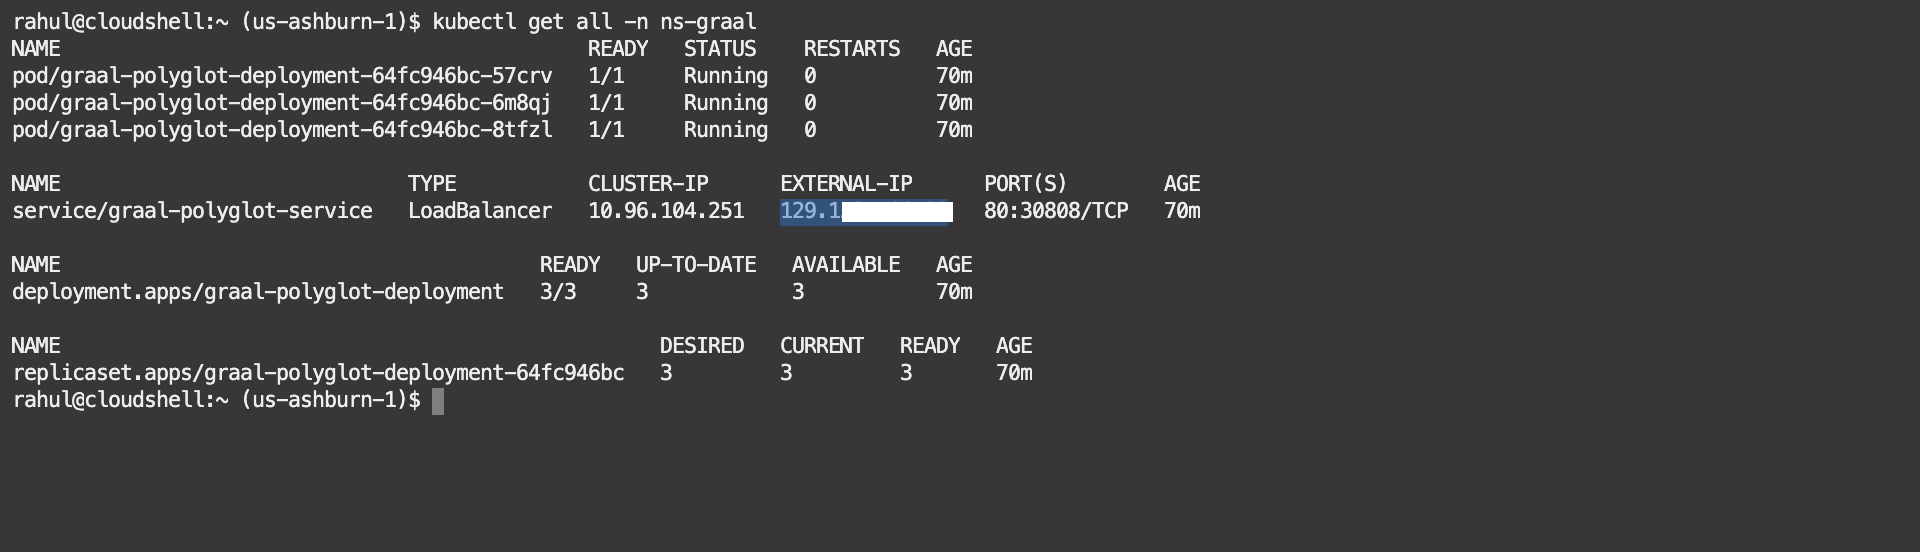 rahul@cloudshell:~ (us-ashburn-1)$ kubectl get all -n ns-graal
NAME                                            READY   STATUS    RESTARTS   AGE
pod/graal-polyglot-deployment-64fc946bc-57crv   1/1     Running   0          70m
pod/graal-polyglot-deployment-64fc946bc-6m8qj   1/1     Running   0          70m
pod/graal-polyglot-deployment-64fc946bc-8tfzl   1/1     Running   0          70m

NAME                             TYPE           CLUSTER-IP      EXTERNAL-IP      PORT(S)        AGE
service/graal-polyglot-service   LoadBalancer   10.96.104.251   129.1   80:30808/TCP   70m

NAME                                        READY   UP-TO-DATE   AVAILABLE   AGE
deployment.apps/graal-polyglot-deployment   3/3     3            3           70m

NAME                                                  DESIRED   CURRENT   READY   AGE
replicaset.apps/graal-polyglot-deployment-64fc946bc   3         3         3       70m
rahul@cloudshell:~ (us-ashburn-1)$